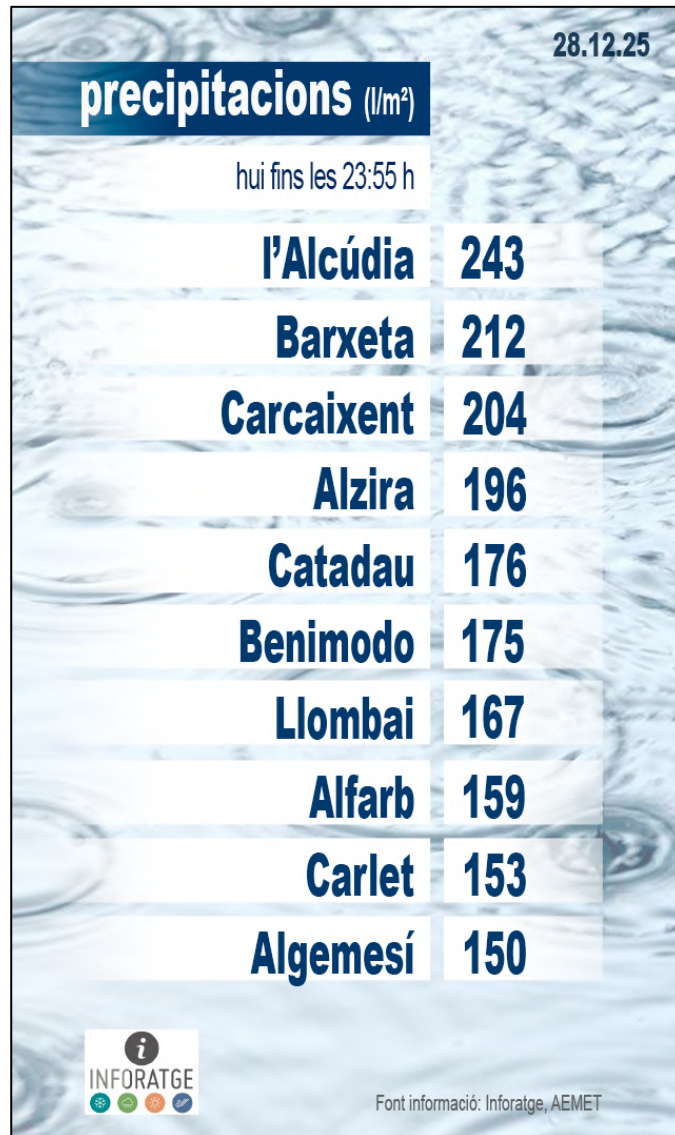 28.12.25
precipitacions (l/m²)
hui fins les 23:55 h
l'Alcúdia 243
Barxeta 212
Carcaixent 204
Alzira 196
Catadau 176
Benimodo 175
Llombai 167
Alfarb 159
Carlet 153
Algemesí 150
i
INFORATGE
Font informació: Inforatge, AEMET